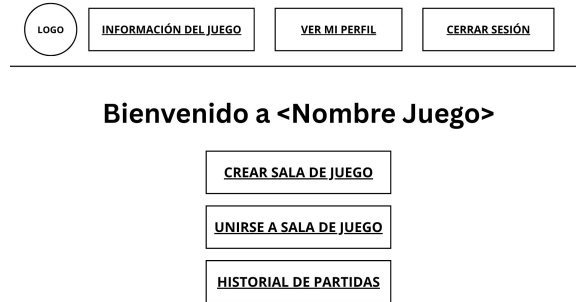 LOGO
INFORMACIÓN DEL JUEGO
VER MI PERFIL
CERRAR SESIÓN
Bienvenido a <Nombre Juego>
CREAR SALA DE JUEGO
UNIRSE A SALA DE JUEGO
HISTORIAL DE PARTIDAS